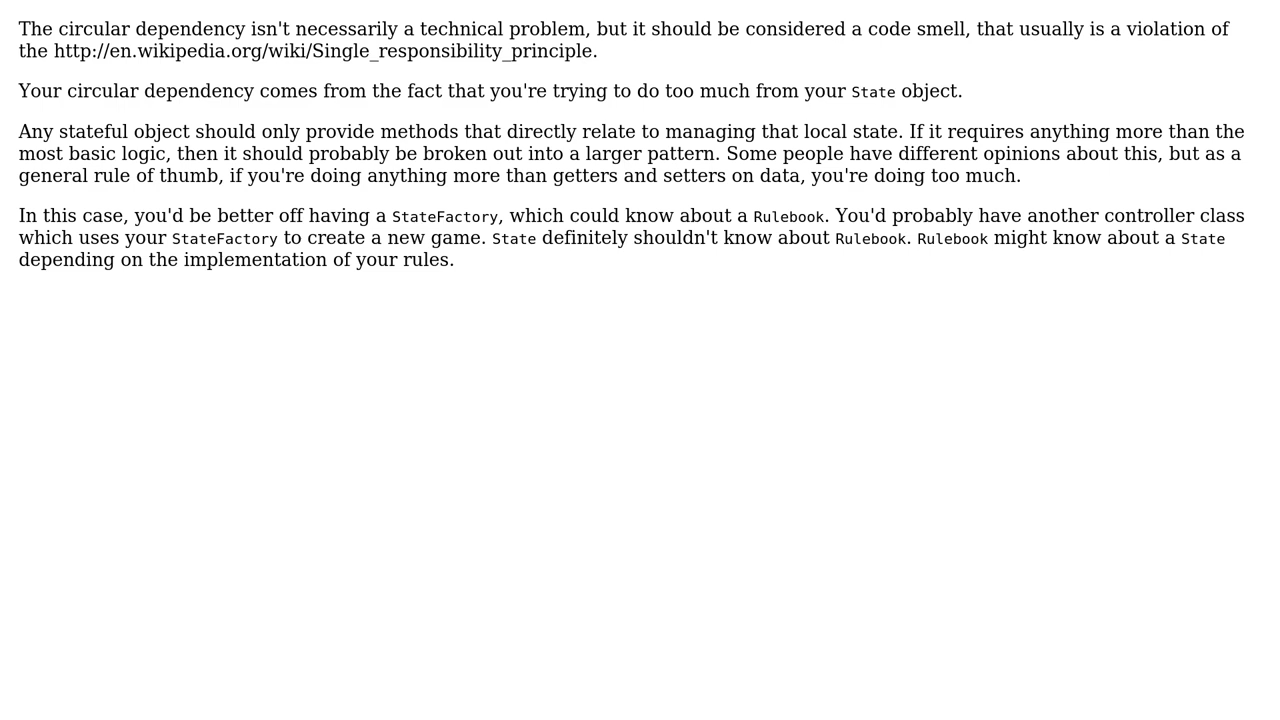 The circular dependency isn't necessarily a technical problem, but it should be considered a code smell, that usually is a violation of
the http://en.wikipedia.org/wiki/Single_responsibility_principle.
Your circular dependency comes from the fact that you're trying to do too much from your State object.
Any stateful object should only provide methods that directly relate to managing that local state. If it requires anything more than the
most basic logic, then it should probably be broken out into a larger pattern. Some people have different opinions about this, but as a
general rule of thumb, if you're doing anything more than getters and setters on data, you're doing too much.
In this case, you'd be better off having a StateFactory, which could know about a Rulebook. You'd probably have another controller class
which uses your StateFactory to create a new game. State definitely shouldn't know about Rulebook. Rulebook might know about a State
depending on the implementation of your rules.